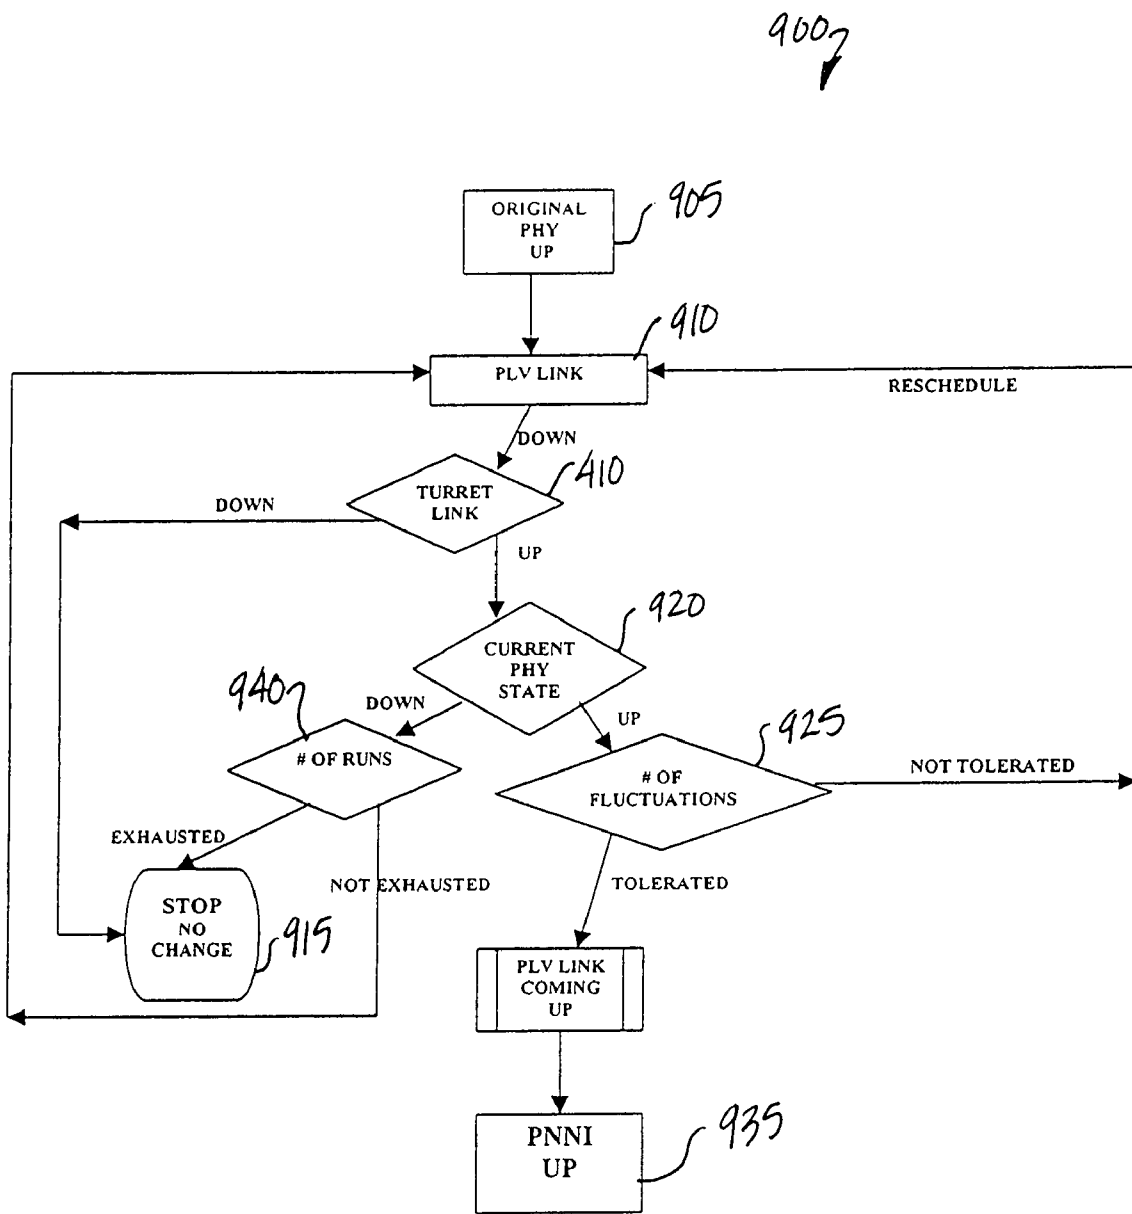 900
ORIGINAL
PHY
UP
905
910
PLV LINK
RESCHEDULE
DOWN
410
TURRET
LINK
DOWN
UP
920
CURRENT
PHY
STATE
940
DOWN
UP
925
# OF RUNS
# OF
FLUCTUATIONS
NOT TOLERATED
EXHAUSTED
NOT EXHAUSTED
TOLERATED
STOP
NO
CHANGE
915
PLV LINK
COMING
UP
PNNI
UP
935